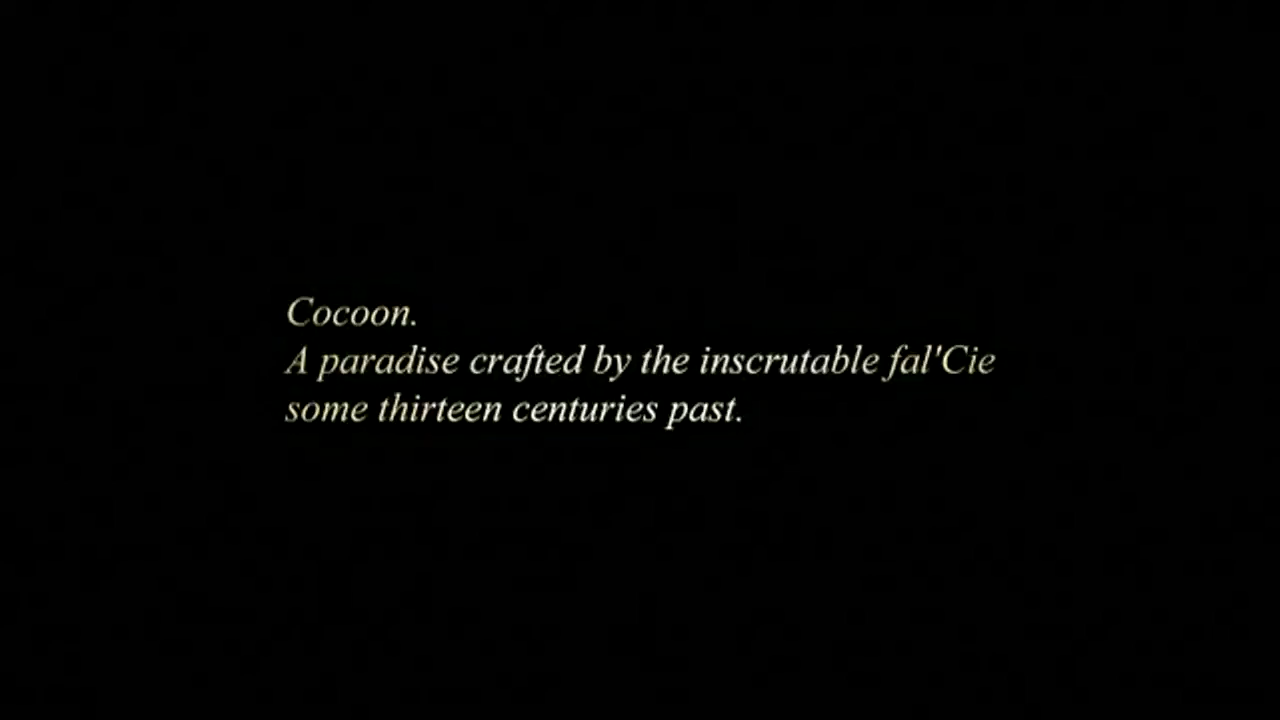 Cocoon.
A paradise crafted by the inscrutable fal'Cie
some thirteen centuries past.